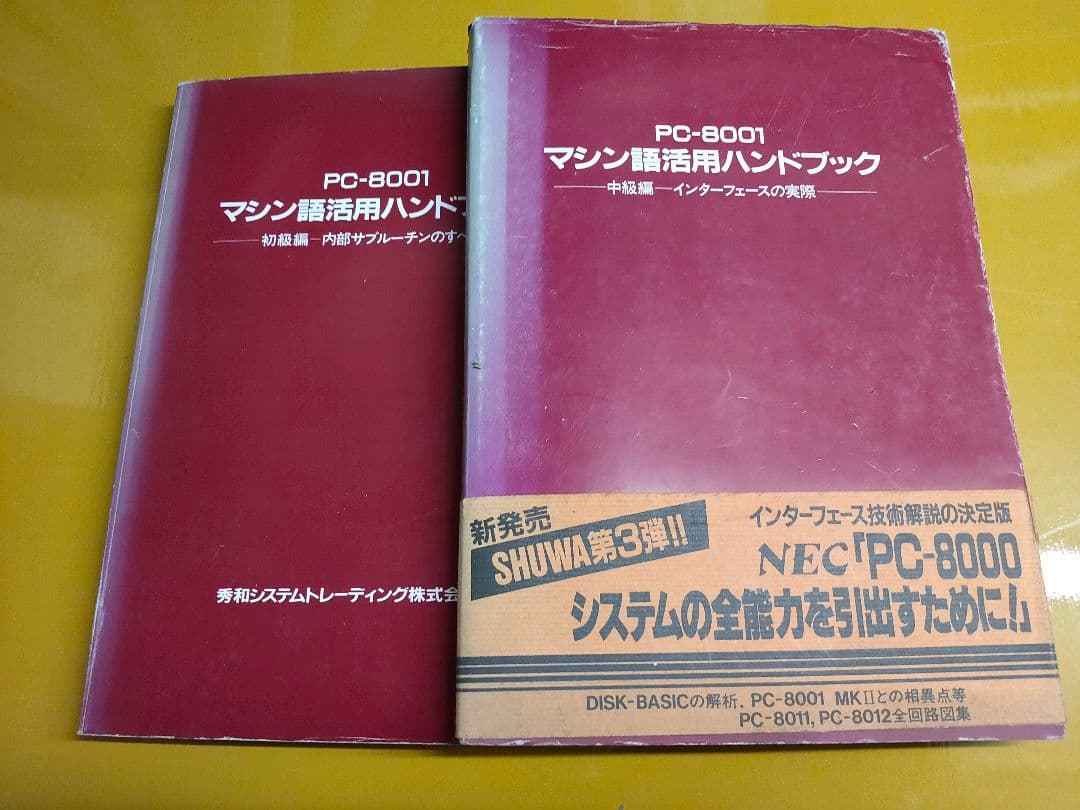 PC-8001
マシン語活用ハンドブ
初級編—内部サブルーチンのすべ
秀和システムトレーディング株式会
PC-8001
マシン語活用ハンドブック
中級編—インターフェースの実際
新発売
SHUWA第3弾!!
インターフェース技術解説の決定版
NEC「PC-8000
システムの全能力を引出すために!」
DISK-BASICの解析、PC-8001 MKⅡとの相異点等
PC-8011, PC-8012全回路図集